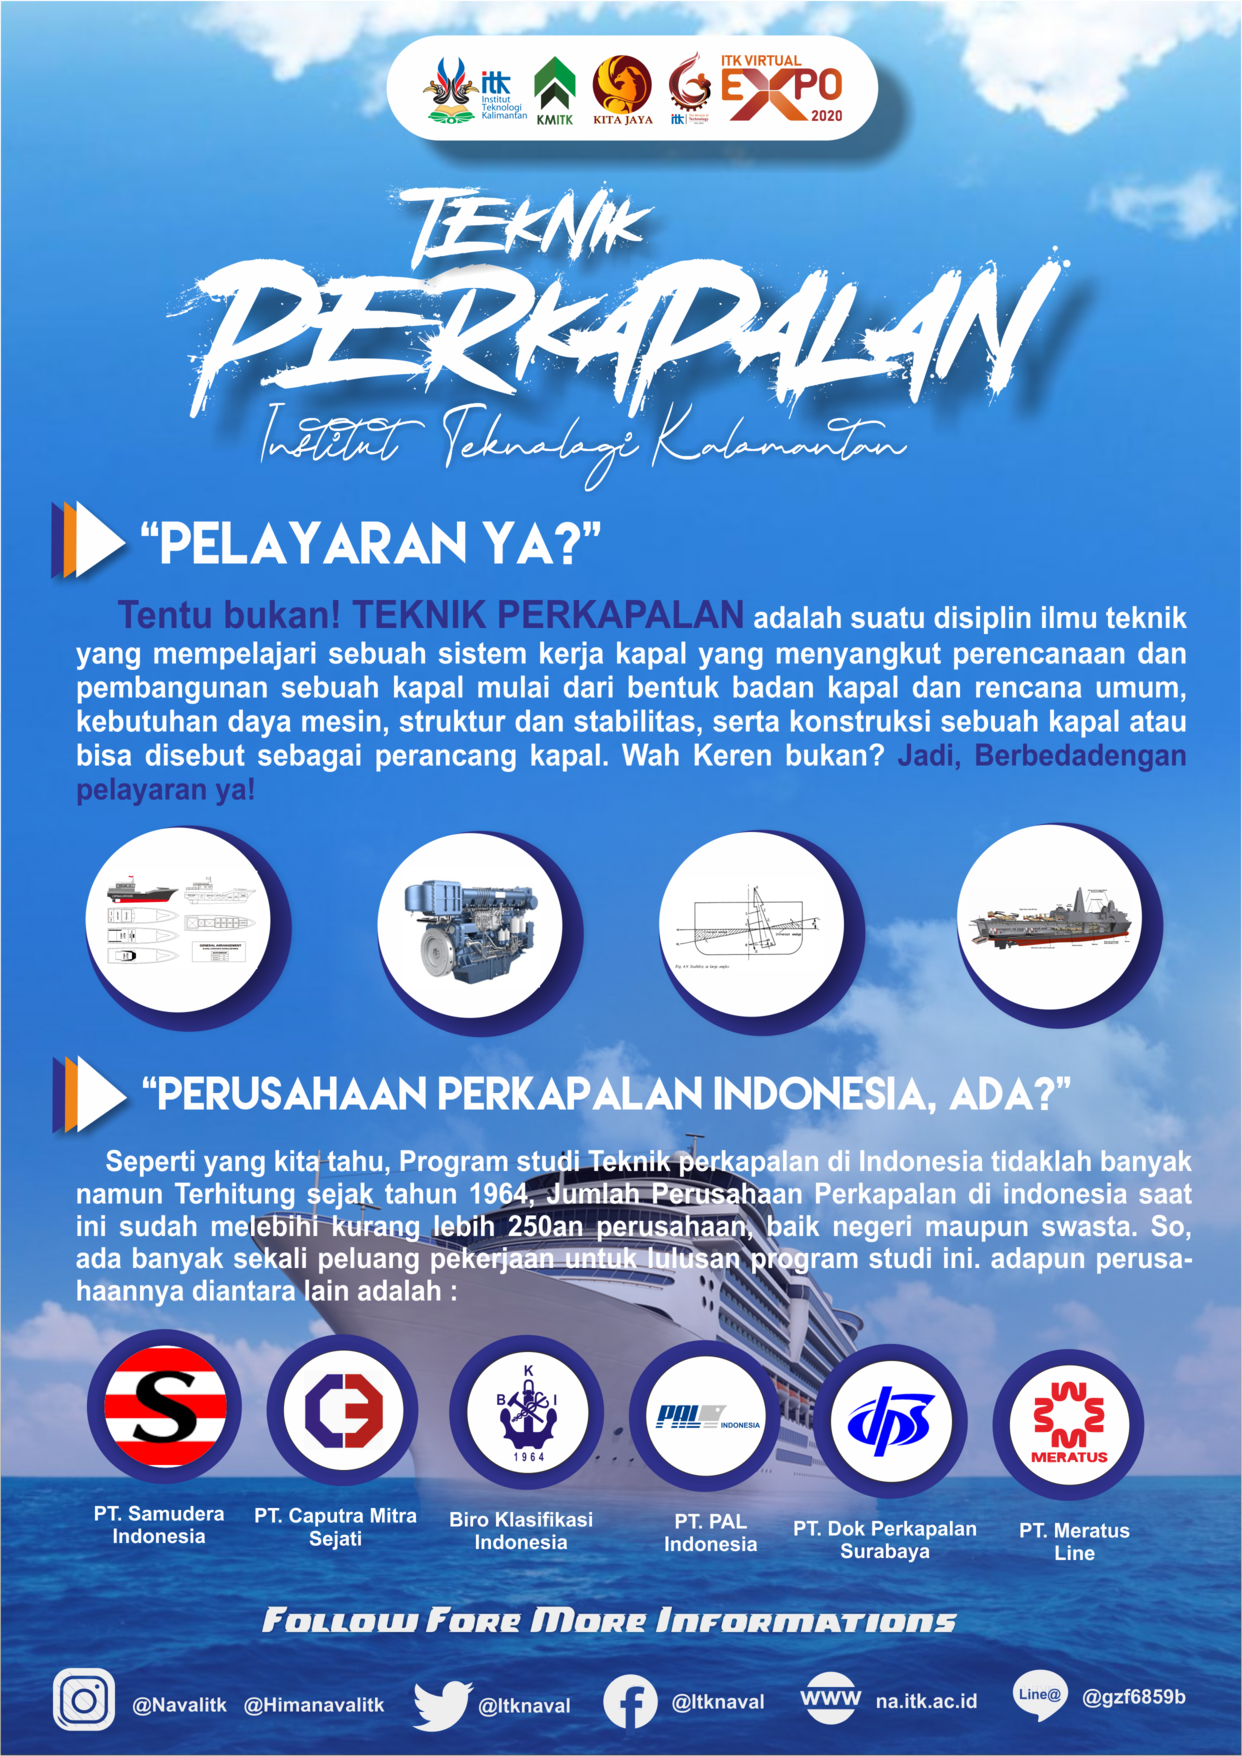 itk
Institut
Teknologi
Kalimantan
KMITK
KITA JAYA
itk
ITK VIRTUAL
EXPO
2020
TEKNIK
PERKAPALAN
Institut Teknologi Kalamantan
“PELAYARAN YA?”
Tentu bukan! TEKNIK PERKAPALAN adalah suatu disiplin ilmu teknik
yang mempelajari sebuah sistem kerja kapal yang menyangkut perencanaan dan
pembangunan sebuah kapal mulai dari bentuk badan kapal dan rencana umum,
kebutuhan daya mesin, struktur dan stabilitas, serta konstruksi sebuah kapal atau
bisa disebut sebagai perancang kapal. Wah Keren bukan? Jadi, Berbedadengan
pelayaran ya!
GENERAL ARRANGEMENT
“PERUSAHAAN PERKAPALAN INDONESIA, ADA?”
Seperti yang kita tahu, Program studi Teknik perkapalan di Indonesia tidaklah banyak
namun Terhitung sejak tahun 1964, Jumlah Perusahaan Perkapalan di indonesia saat
ini sudah melebihi kurang lebih 250an perusahaan, baik negeri maupun swasta. So,
ada banyak sekali peluang pekerjaan untuk lulusan program studi ini. adapun perusa-
haannya diantara lain adalah :
S
B K I
1964
PAL INDONESIA
dps
MERATUS
PT. Samudera
Indonesia
PT. Caputra Mitra
Sejati
Biro Klasifikasi
Indonesia
PT. PAL
Indonesia
PT. Dok Perkapalan
Surabaya
PT. Meratus
Line
Follow Fore More Informations
@Navalitk @Himanavalitk
@Itknaval
@Itknaval
WWW
na.itk.ac.id
Line@
@gzf6859b